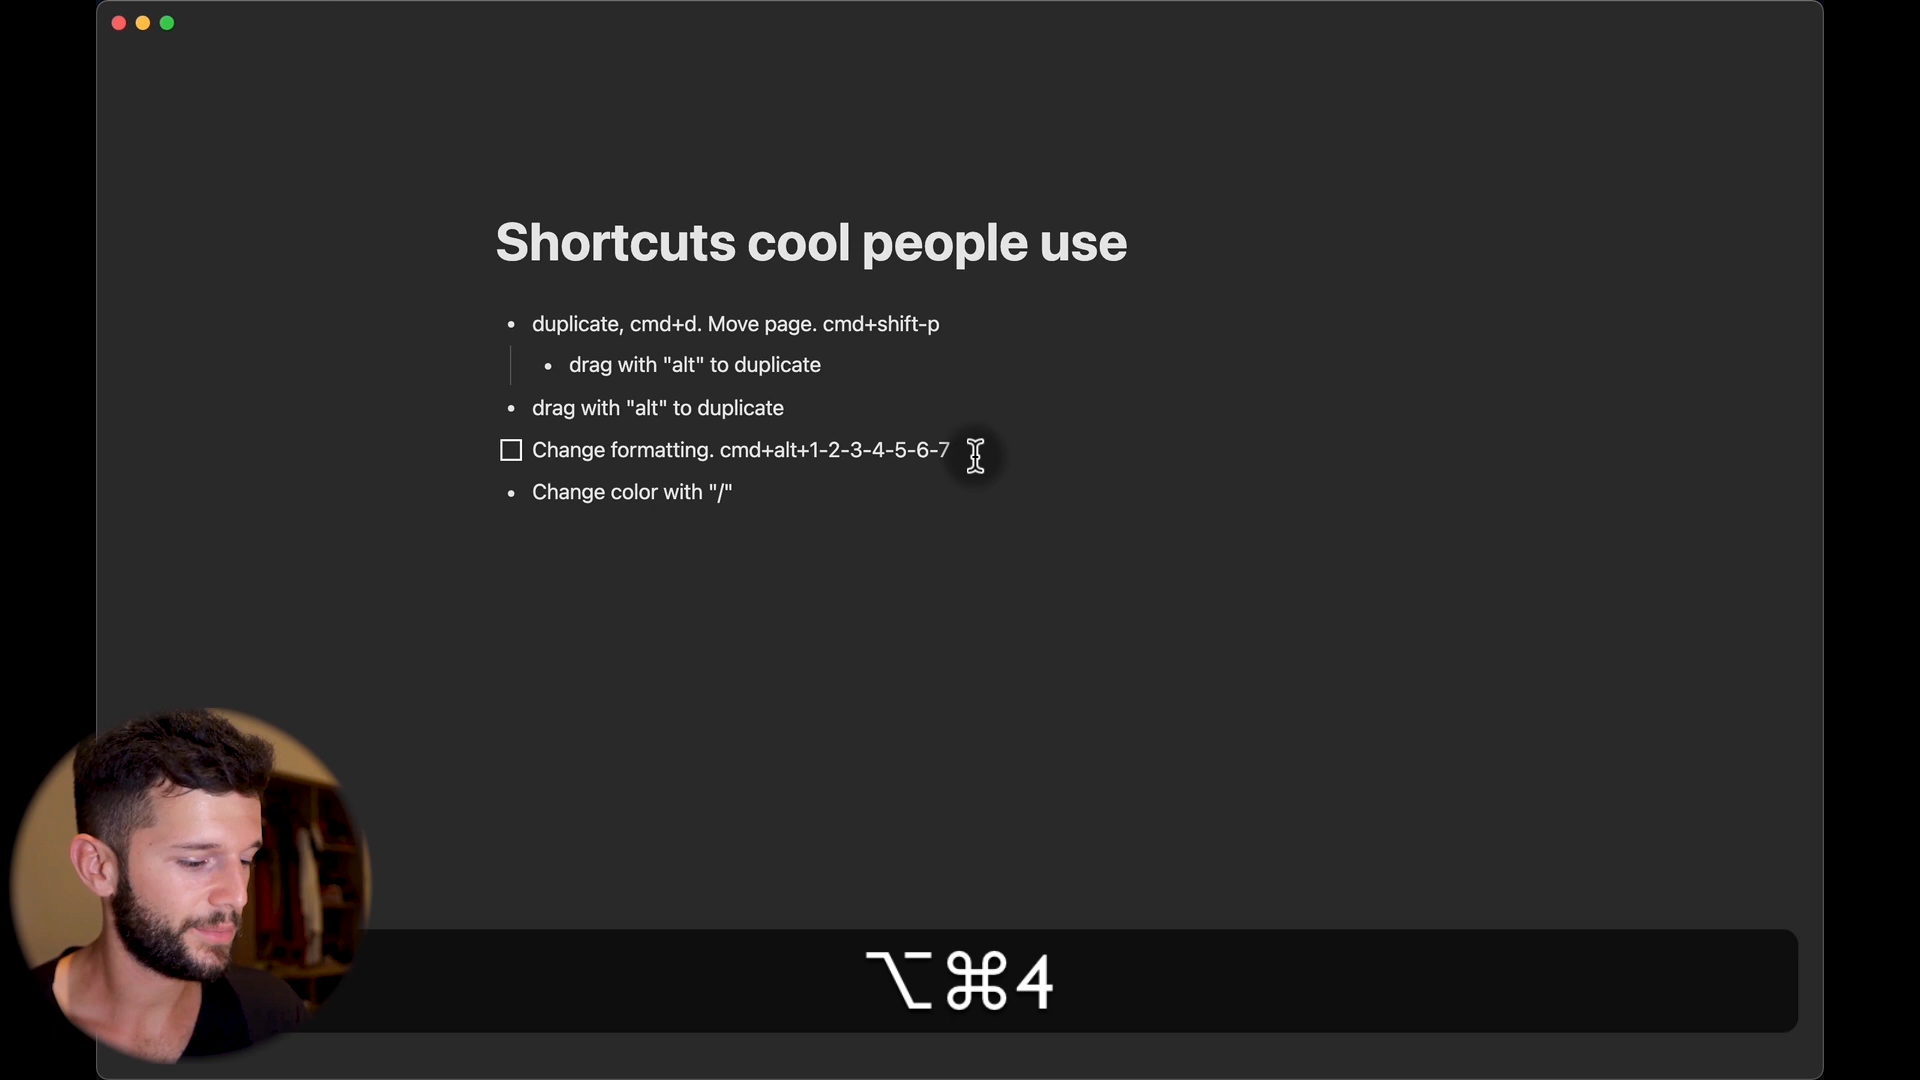 Shortcuts cool people use
• duplicate, cmd+d. Move page. cmd+shift-p
• drag with "alt" to duplicate
• drag with "alt" to duplicate
Change formatting. cmd+alt+1-2-3-4-5-6-7
• Change color with "/"
⌥⌘4